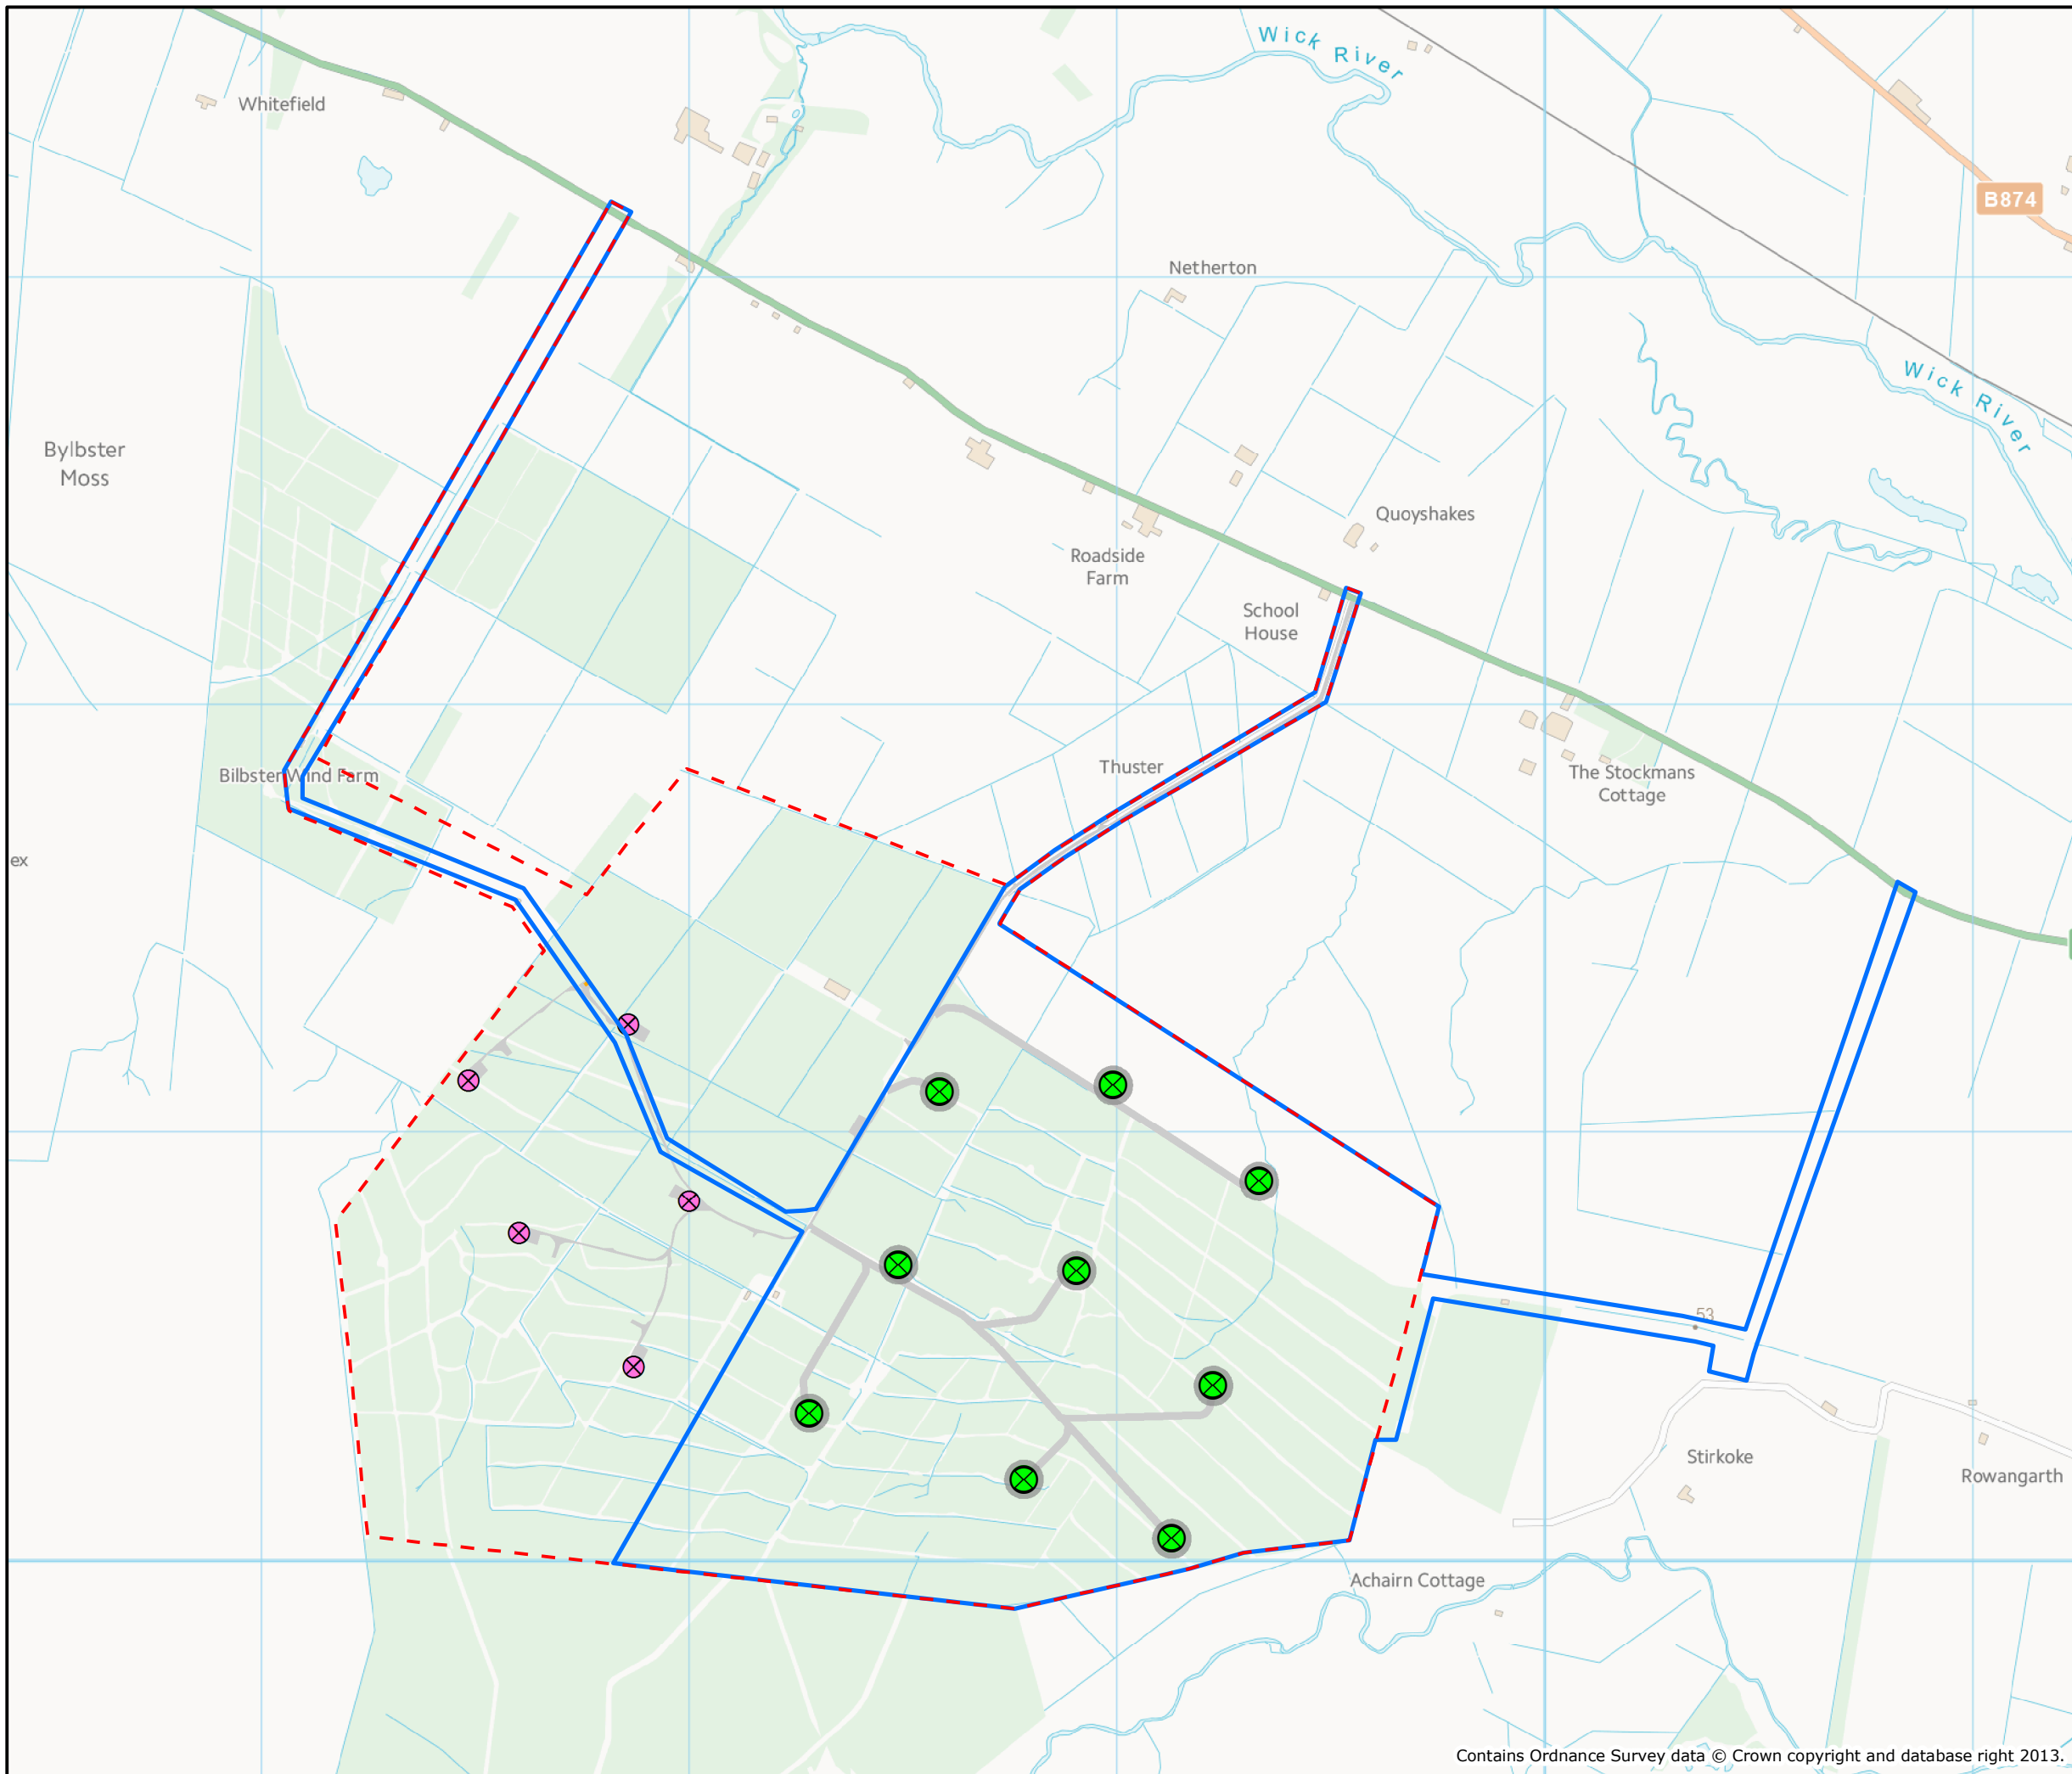 Wick River
Whitefield
B874
Netherton
Wick River
Bylbster
Moss
Quoyshakes
Roadside
Farm
School
House
Thuster
The Stockmans
Cottage
Bilbster Wind Farm
ex
53
Stirkoke
Rowangarth
Achairn Cottage
Contains Ordnance Survey data © Crown copyright and database right 2013.